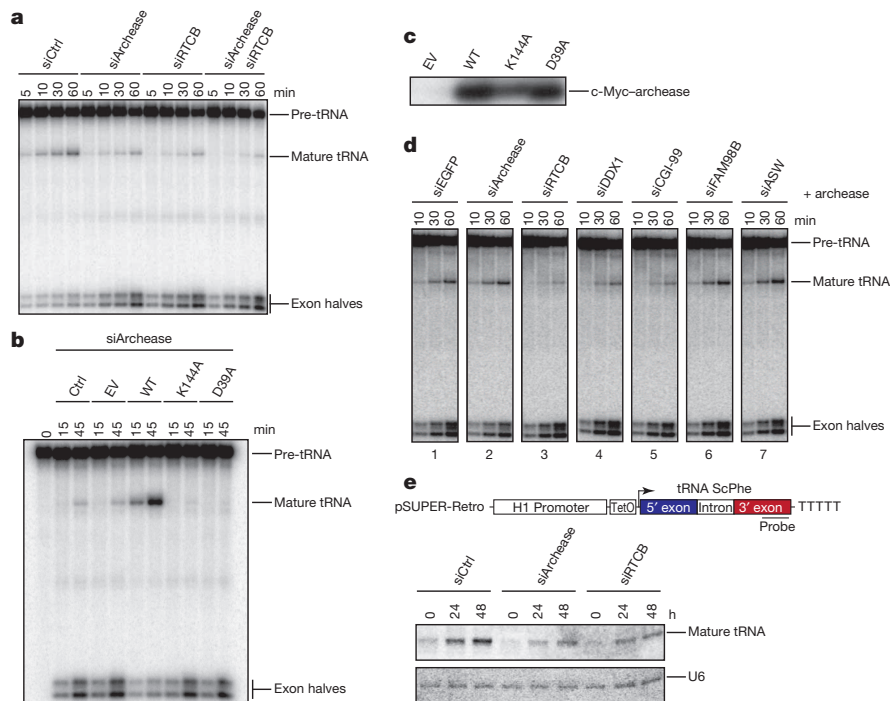 a
siCtrl siArchease siRTCB siArchease siRTCB
5 10 30 60 5 10 30 60 5 10 30 60 5 10 30 60 min
Pre-tRNA
Mature tRNA
Exon halves
b
siArchease
Ctrl EV WT K144A D39A
0 15 45 15 45 15 45 15 45 15 45 min
Pre-tRNA
Mature tRNA
Exon halves
c
EV WT K144A D39A
c-Myc–archease
d
siEGFP siArchease siRTCB siDDX1 siCGI-99 siFAM98B siASW + archease
10 30 60 10 30 60 10 30 60 10 30 60 10 30 60 10 30 60 10 30 60 min
Pre-tRNA
Mature tRNA
Exon halves
1 2 3 4 5 6 7
e
tRNA ScPhe
pSUPER-Retro H1 Promoter TetO 5′ exon Intron 3′ exon TTTTT
Probe
siCtrl siArchease siRTCB
0 24 48 0 24 48 0 24 48 h
Mature tRNA
U6